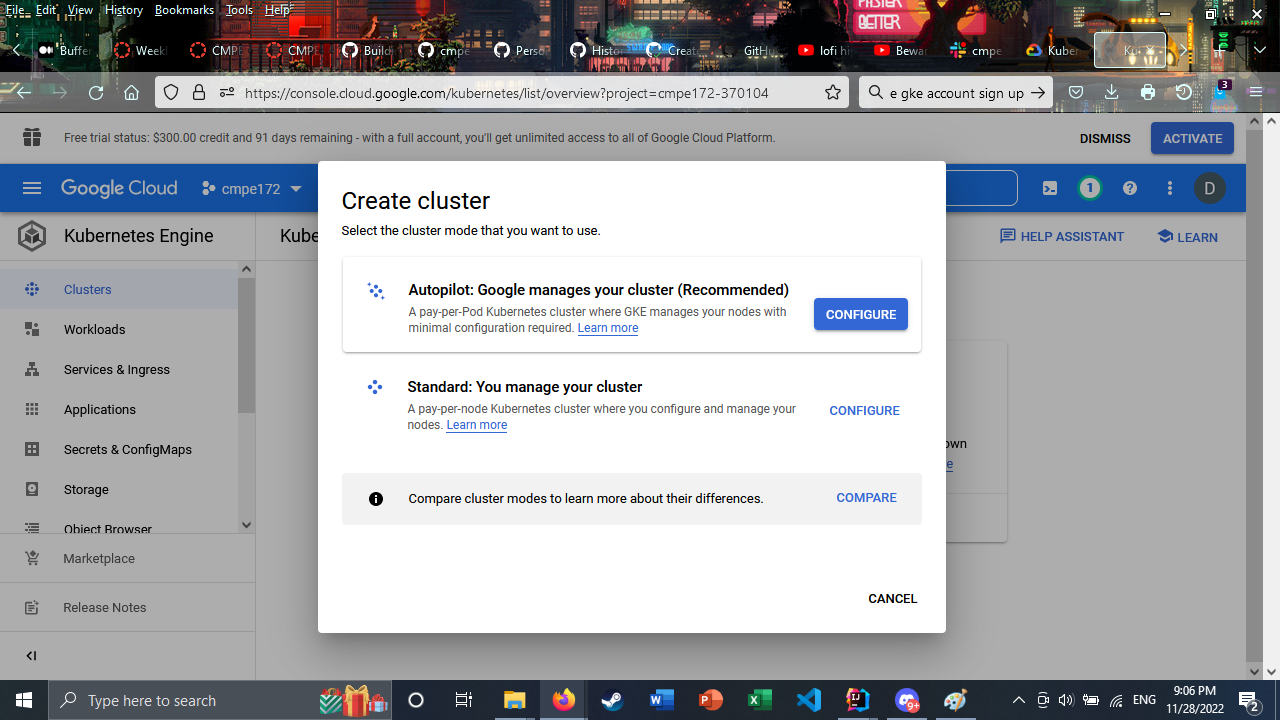 File Edit View History Bookmarks Tools Help
FASTER
BETTER
Buffer
Week
CMPE
CMPE
Build
cmpe
Perso
Histor
Create
GitHub
lofi hi
Bewar
cmpe
Kuber
https://console.cloud.google.com/kubernetes/list/overview?project=cmpe172-370104
e gke account sign up
3
Free trial status: $300.00 credit and 91 days remaining - with a full account, you'll get unlimited access to all of Google Cloud Platform.
DISMISS
ACTIVATE
Google Cloud
cmpe172
1
D
Kubernetes Engine
Kube
HELP ASSISTANT
LEARN
Clusters
Workloads
Services & Ingress
Applications
Secrets & ConfigMaps
Storage
Object Browser
Marketplace
Release Notes
Create cluster
Select the cluster mode that you want to use.
Autopilot: Google manages your cluster (Recommended)
A pay-per-Pod Kubernetes cluster where GKE manages your nodes with
minimal configuration required. Learn more
CONFIGURE
Standard: You manage your cluster
A pay-per-node Kubernetes cluster where you configure and manage your
nodes. Learn more
CONFIGURE
own
Compare cluster modes to learn more about their differences.
COMPARE
CANCEL
Type here to search
9+
ENG
9:06 PM
11/28/2022
2